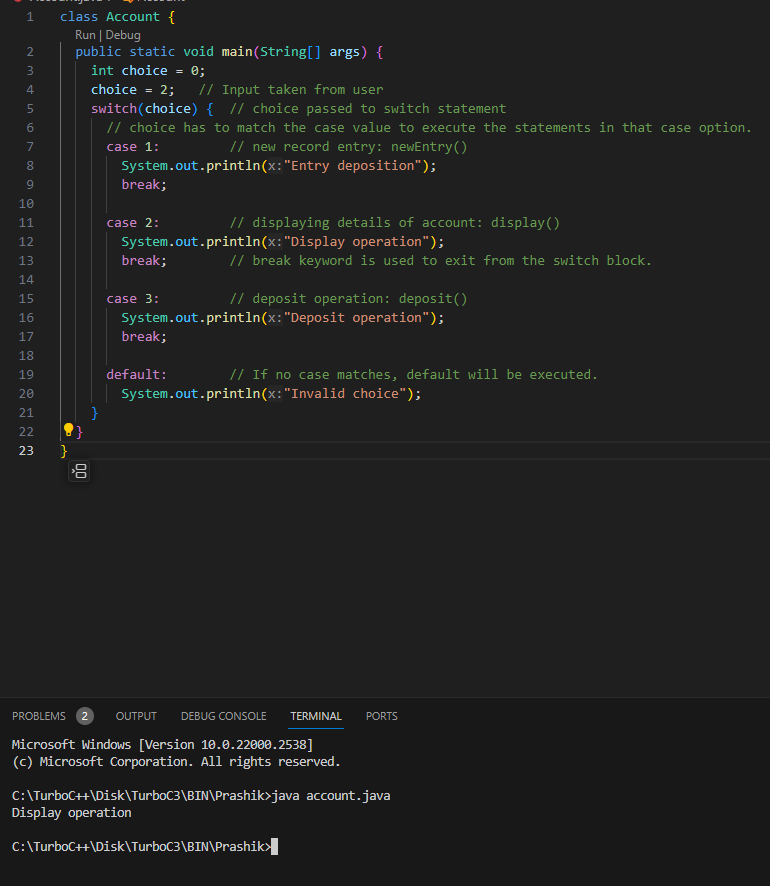 1 class Account {
Run | Debug
2 public static void main(String[] args) {
3 int choice = 0;
4 choice = 2; // Input taken from user
5 switch(choice) { // choice passed to switch statement
6 // choice has to match the case value to execute the statements in that case option.
7 case 1: // new record entry: newEntry()
8 System.out.println(x:"Entry deposition");
9 break;
10
11 case 2: // displaying details of account: display()
12 System.out.println(x:"Display operation");
13 break; // break keyword is used to exit from the switch block.
14
15 case 3: // deposit operation: deposit()
16 System.out.println(x:"Deposit operation");
17 break;
18
19 default: // If no case matches, default will be executed.
20 System.out.println(x:"Invalid choice");
21 }
22 }
23 }
PROBLEMS 2 OUTPUT DEBUG CONSOLE TERMINAL PORTS
Microsoft Windows [Version 10.0.22000.2538]
(c) Microsoft Corporation. All rights reserved.
C:\TurboC++\Disk\TurboC3\BIN\Prashik>java account.java
Display operation
C:\TurboC++\Disk\TurboC3\BIN\Prashik>